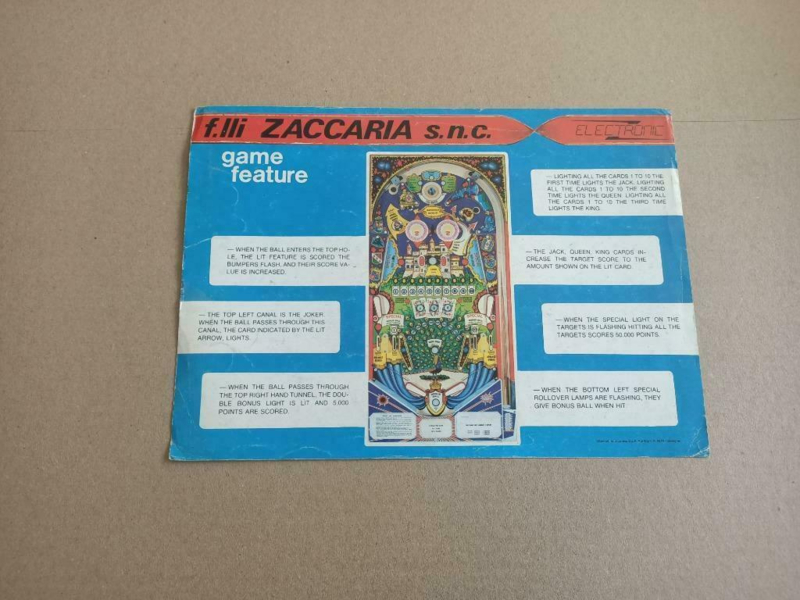 f.lli ZACCARIA s.n.c.
ELECTRONIC
game
feature
— LIGHTING ALL THE CARDS 1 TO 10 THE
FIRST TIME LIGHTS THE JACK. LIGHTING
ALL THE CARDS 1 TO 10 THE SECOND
TIME LIGHTS THE QUEEN. LIGHTING ALL
THE CARDS 1 TO 10 THE THIRD TIME
LIGHTS THE KING.
— WHEN THE BALL ENTERS THE TOP HO-
LE, THE LIT FEATURE IS SCORED THE
BUMPERS FLASH, AND THEIR SCORE VA-
LUE IS INCREASED.
— THE JACK, QUEEN, KING CARDS IN-
CREASE THE TARGET SCORE TO THE
AMOUNT SHOWN ON THE LIT CARD.
— THE TOP LEFT CANAL IS THE JOKER
WHEN THE BALL PASSES THROUGH THIS
CANAL, THE CARD INDICATED BY THE LIT
ARROW, LIGHTS.
— WHEN THE SPECIAL LIGHT ON THE
TARGETS IS FLASHING HITTING ALL THE
TARGETS SCORES 50.000 POINTS.
— WHEN THE BALL PASSES THROUGH
THE TOP RIGHT HAND TUNNEL, THE DOU-
BLE BONUS LIGHT IS LIT AND 5.000
POINTS ARE SCORED.
— WHEN THE BOTTOM LEFT SPECIAL
ROLLOVER LAMPS ARE FLASHING, THEY
GIVE BONUS BALL WHEN HIT